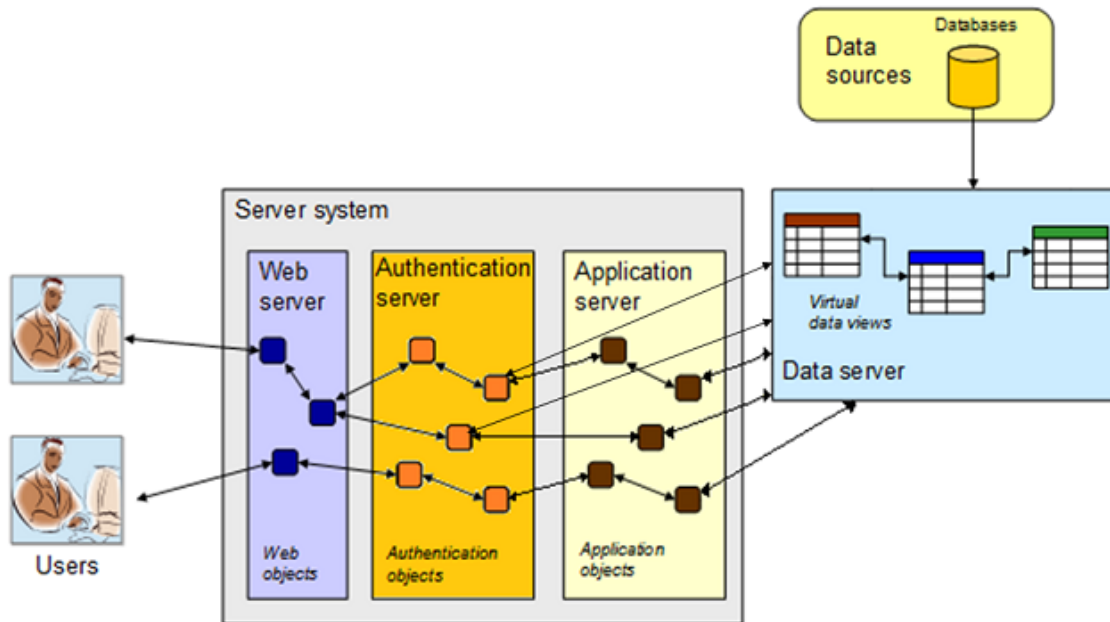 Databases
Data
sources
Server system
Web
server
Authentication
server
Application
server
Virtual
data views
Data server
Web
objects
Authentication
objects
Application
objects
Users